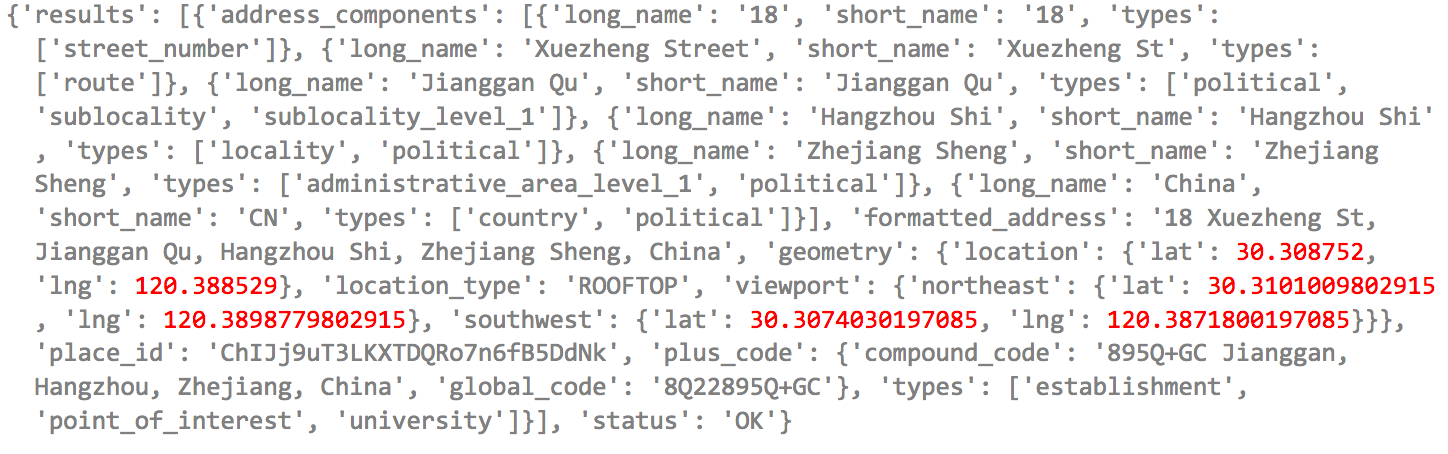 {'results': [{'address_components': [{'long_name': '18', 'short_name': '18', 'types':
['street_number']}, {'long_name': 'Xuezheng Street', 'short_name': 'Xuezheng St', 'types':
['route']}, {'long_name': 'Jianggan Qu', 'short_name': 'Jianggan Qu', 'types': ['political',
'sublocality', 'sublocality_level_1']}, {'long_name': 'Hangzhou Shi', 'short_name': 'Hangzhou Shi'
, 'types': ['locality', 'political']}, {'long_name': 'Zhejiang Sheng', 'short_name': 'Zhejiang
Sheng', 'types': ['administrative_area_level_1', 'political']}, {'long_name': 'China',
'short_name': 'CN', 'types': ['country', 'political']}], 'formatted_address': '18 Xuezheng St,
Jianggan Qu, Hangzhou Shi, Zhejiang Sheng, China', 'geometry': {'location': {'lat': 30.308752,
'lng': 120.388529}, 'location_type': 'ROOFTOP', 'viewport': {'northeast': {'lat': 30.3101009802915
, 'lng': 120.3898779802915}, 'southwest': {'lat': 30.3074030197085, 'lng': 120.3871800197085}}},
'place_id': 'ChIJj9uT3LKXTDQRo7n6fB5DdNk', 'plus_code': {'compound_code': '895Q+GC Jianggan,
Hangzhou, Zhejiang, China', 'global_code': '8Q22895Q+GC'}, 'types': ['establishment',
'point_of_interest', 'university']}], 'status': 'OK'}